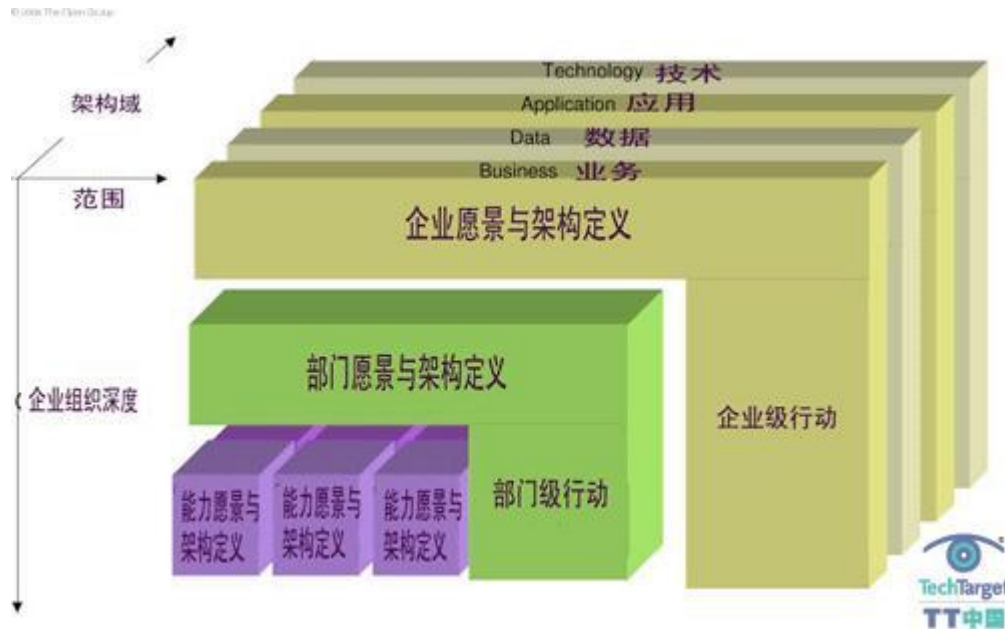 © 2008 The Open Group
架构域
Technology 技术
Application 应用
Data 数据
Business 业务
范围
企业愿景与架构定义
部门愿景与架构定义
企业组织深度
企业级行动
能力愿景与
架构定义
能力愿景与
架构定义
能力愿景与
架构定义
部门级行动
TechTarget
TT中国